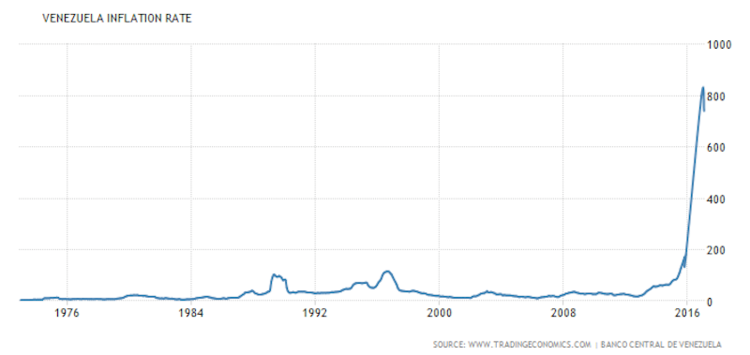 VENEZUELA INFLATION RATE
1000
800
600
400
200
0
1976 1984 1992 2000 2008 2016
SOURCE: WWW.TRADINGECONOMICS.COM | BANCO CENTRAL DE VENEZUELA